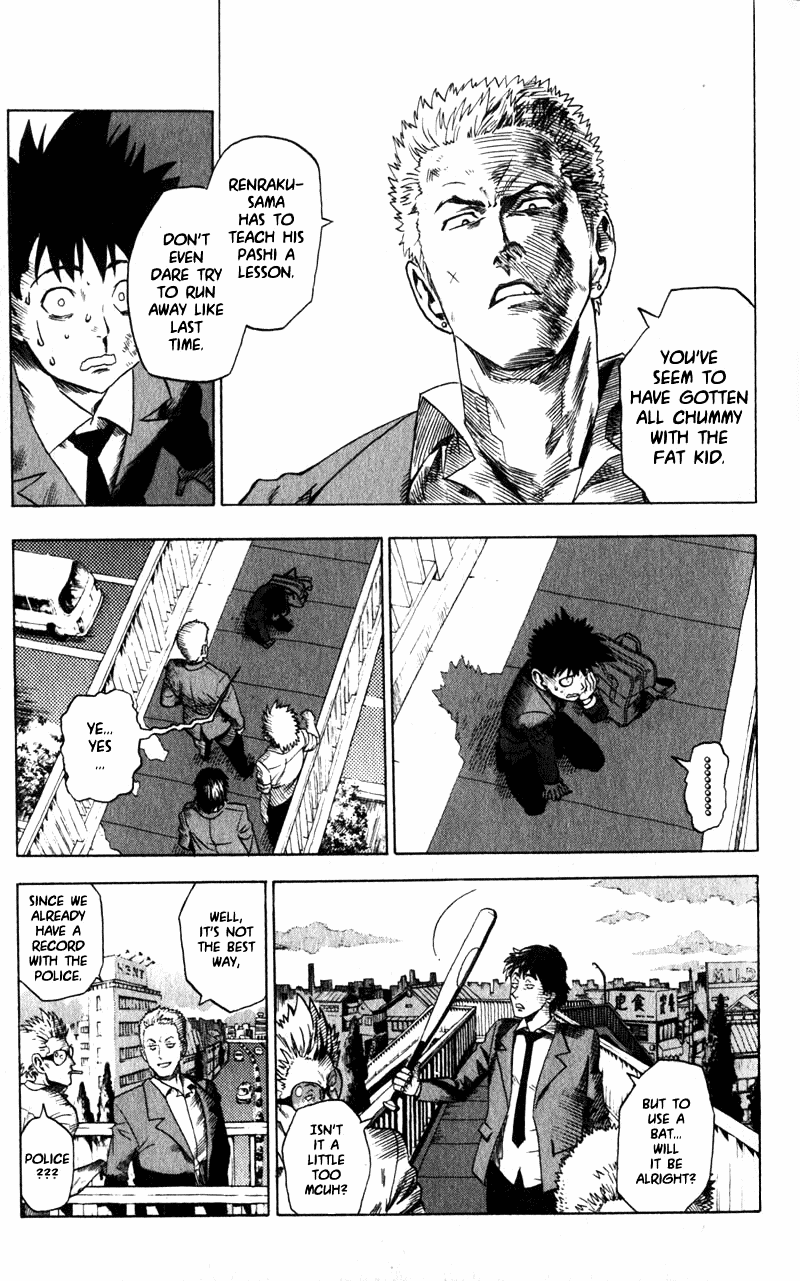 YOU'VE
SEEM TO
HAVE GOTTEN
ALL CHUMMY
WITH THE
FAT KID.
RENRAKU-
SAMA
HAS TO
TEACH HIS
PASHI A
LESSON.
DON'T
EVEN
DARE TRY
TO RUN
AWAY LIKE
LAST
TIME.
………
YE...
YES
...
BUT TO
USE A
BAT...
WILL
IT BE
ALRIGHT?
ISN'T
IT A
LITTLE
TOO
MCUH?
WELL,
IT'S NOT
THE BEST
WAY,
SINCE WE
ALREADY
HAVE A
RECORD
WITH THE
POLICE.
POLICE
???